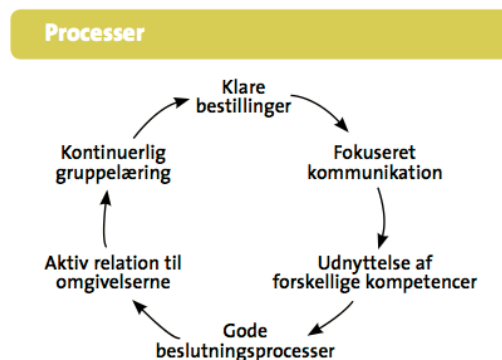 Processer
Klare
bestillinger
Fokuseret
kommunikation
Udnyttelse af
forskellige kompetencer
Gode
beslutningsprocesser
Aktiv relation til
omgivelserne
Kontinuerlig
gruppelæring